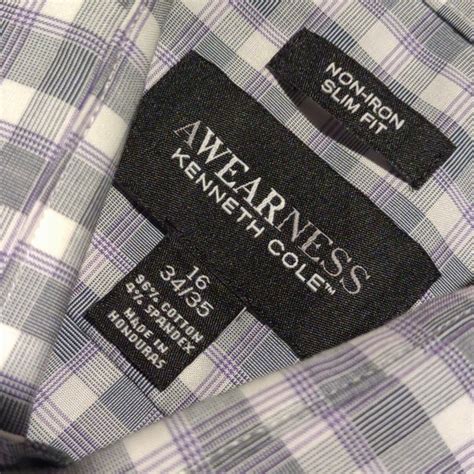 NON-IRON
SLIM FIT
AWEARNESS
KENNETH COLE™
16
34/35
96% COTTON
4% SPANDEX
MADE IN
HONDURAS